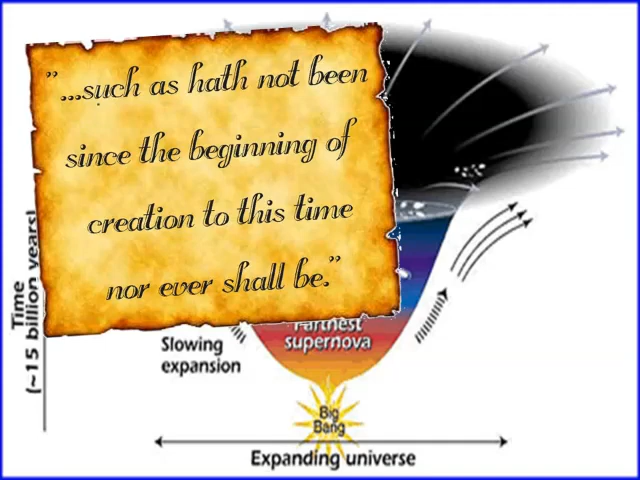 "...such as hath not been
since the beginning of
creation to this time
nor ever shall be."
Time
(~15 billion years)
Farthest
supernova
Slowing
expansion
Big
Bang
Expanding universe